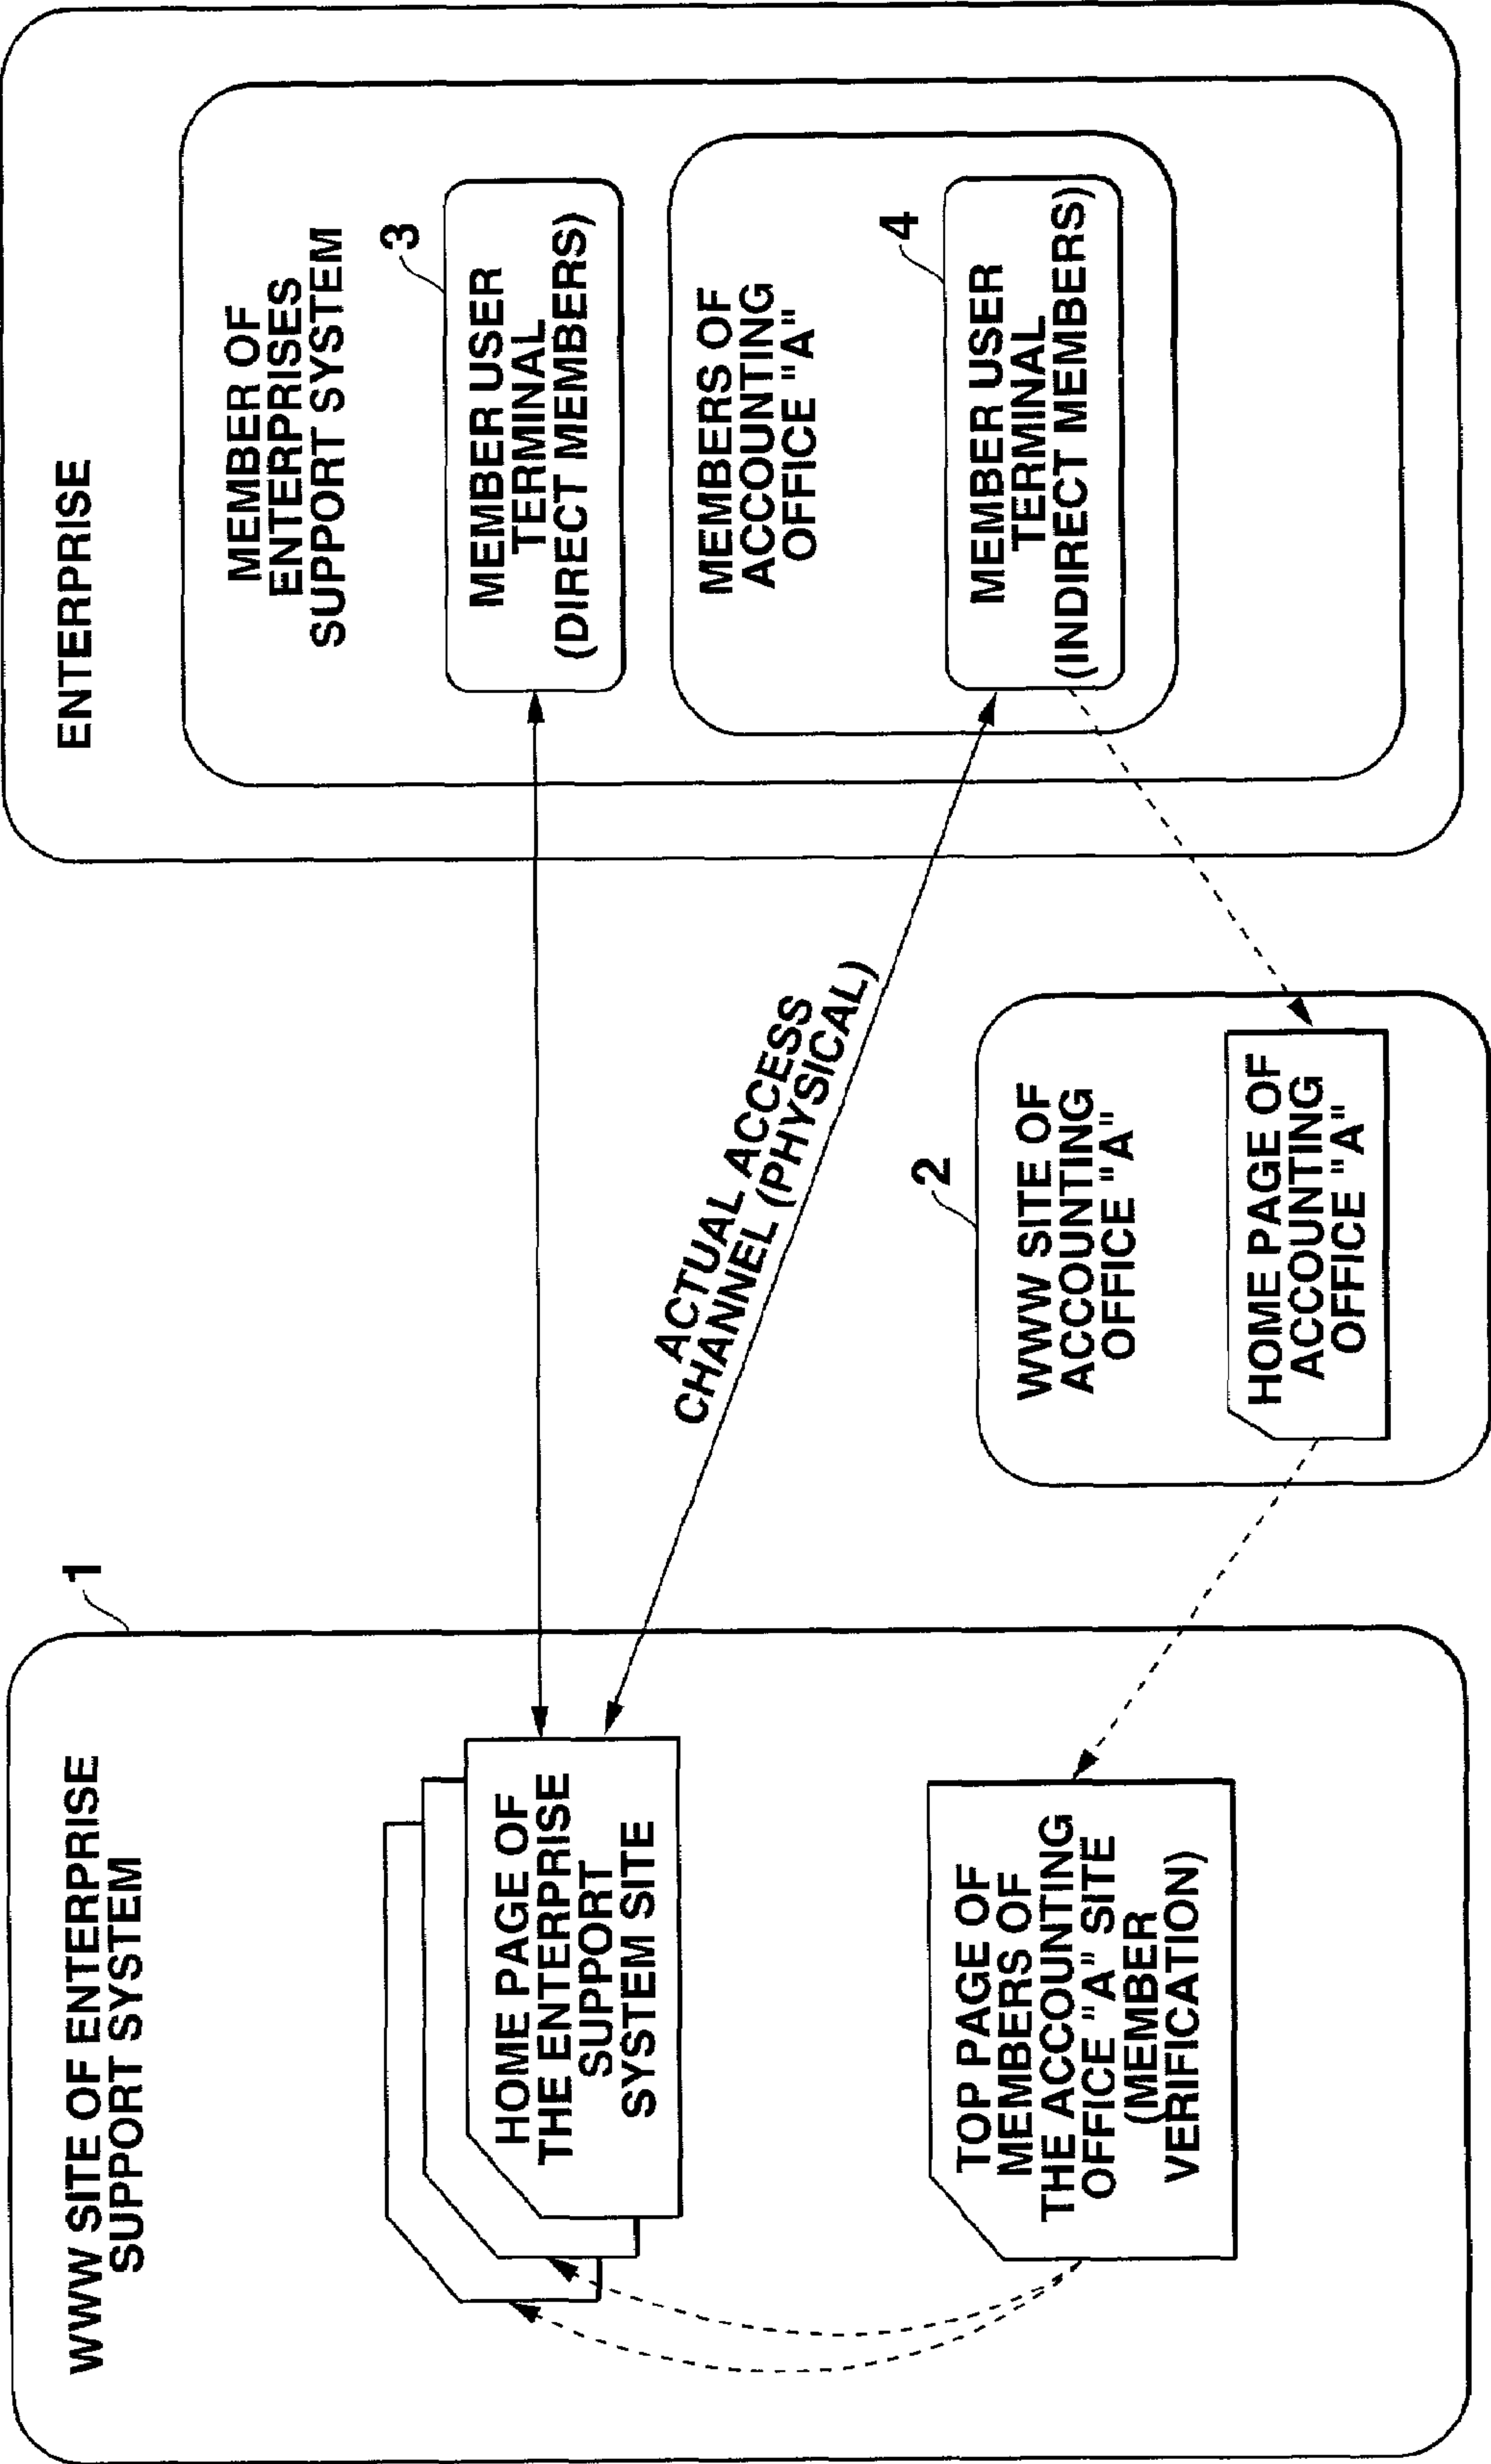 WWW SITE OF ENTERPRISE
SUPPORT SYSTEM
1
HOME PAGE OF
THE ENTERPRISE
SUPPORT
SYSTEM SITE
TOP PAGE OF
MEMBERS OF
THE ACCOUNTING
OFFICE "A" SITE
(MEMBER
VERIFICATION)
ACTUAL ACCESS
CHANNEL (PHYSICAL)
2
WWW SITE OF
ACCOUNTING
OFFICE "A"
HOME PAGE OF
ACCOUNTING
OFFICE "A"
ENTERPRISE
MEMBER OF
ENTERPRISES
SUPPORT SYSTEM
3
MEMBER USER
TERMINAL
(DIRECT MEMBERS)
MEMBERS OF
ACCOUNTING
OFFICE "A"
4
MEMBER USER
TERMINAL
(INDIRECT MEMBERS)